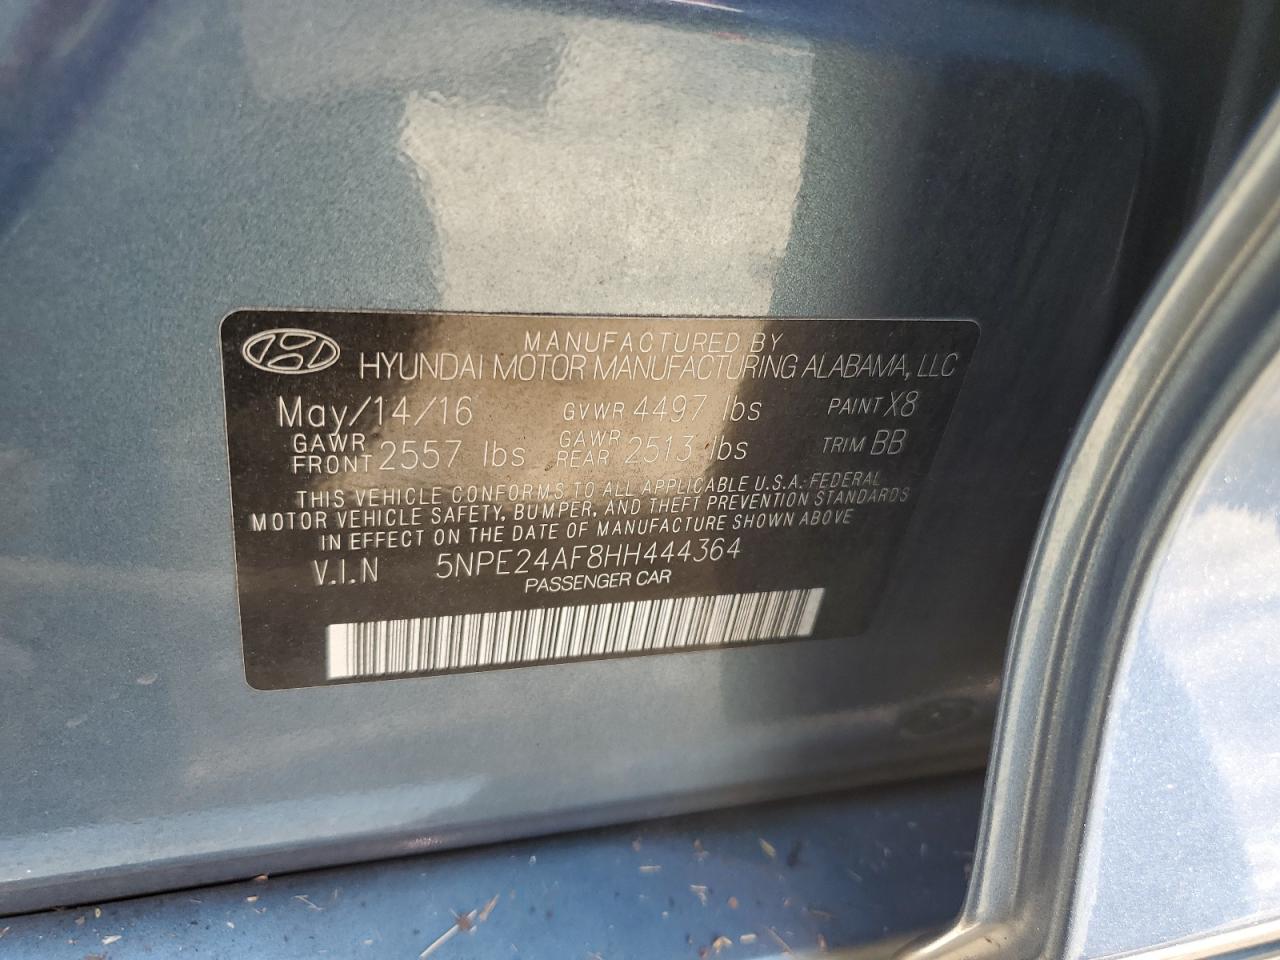 MANUFACTURED BY
HYUNDAI MOTOR MANUFACTURING ALABAMA, LLC
May/14/16 GVWR 4497 lbs PAINT X8
GAWR FRONT 2557 lbs GAWR REAR 2513 lbs TRIM BB
THIS VEHICLE CONFORMS TO ALL APPLICABLE U.S.A. FEDERAL
MOTOR VEHICLE SAFETY, BUMPER, AND THEFT PREVENTION STANDARDS
IN EFFECT ON THE DATE OF MANUFACTURE SHOWN ABOVE
V.I.N 5NPE24AF8HH444364
PASSENGER CAR